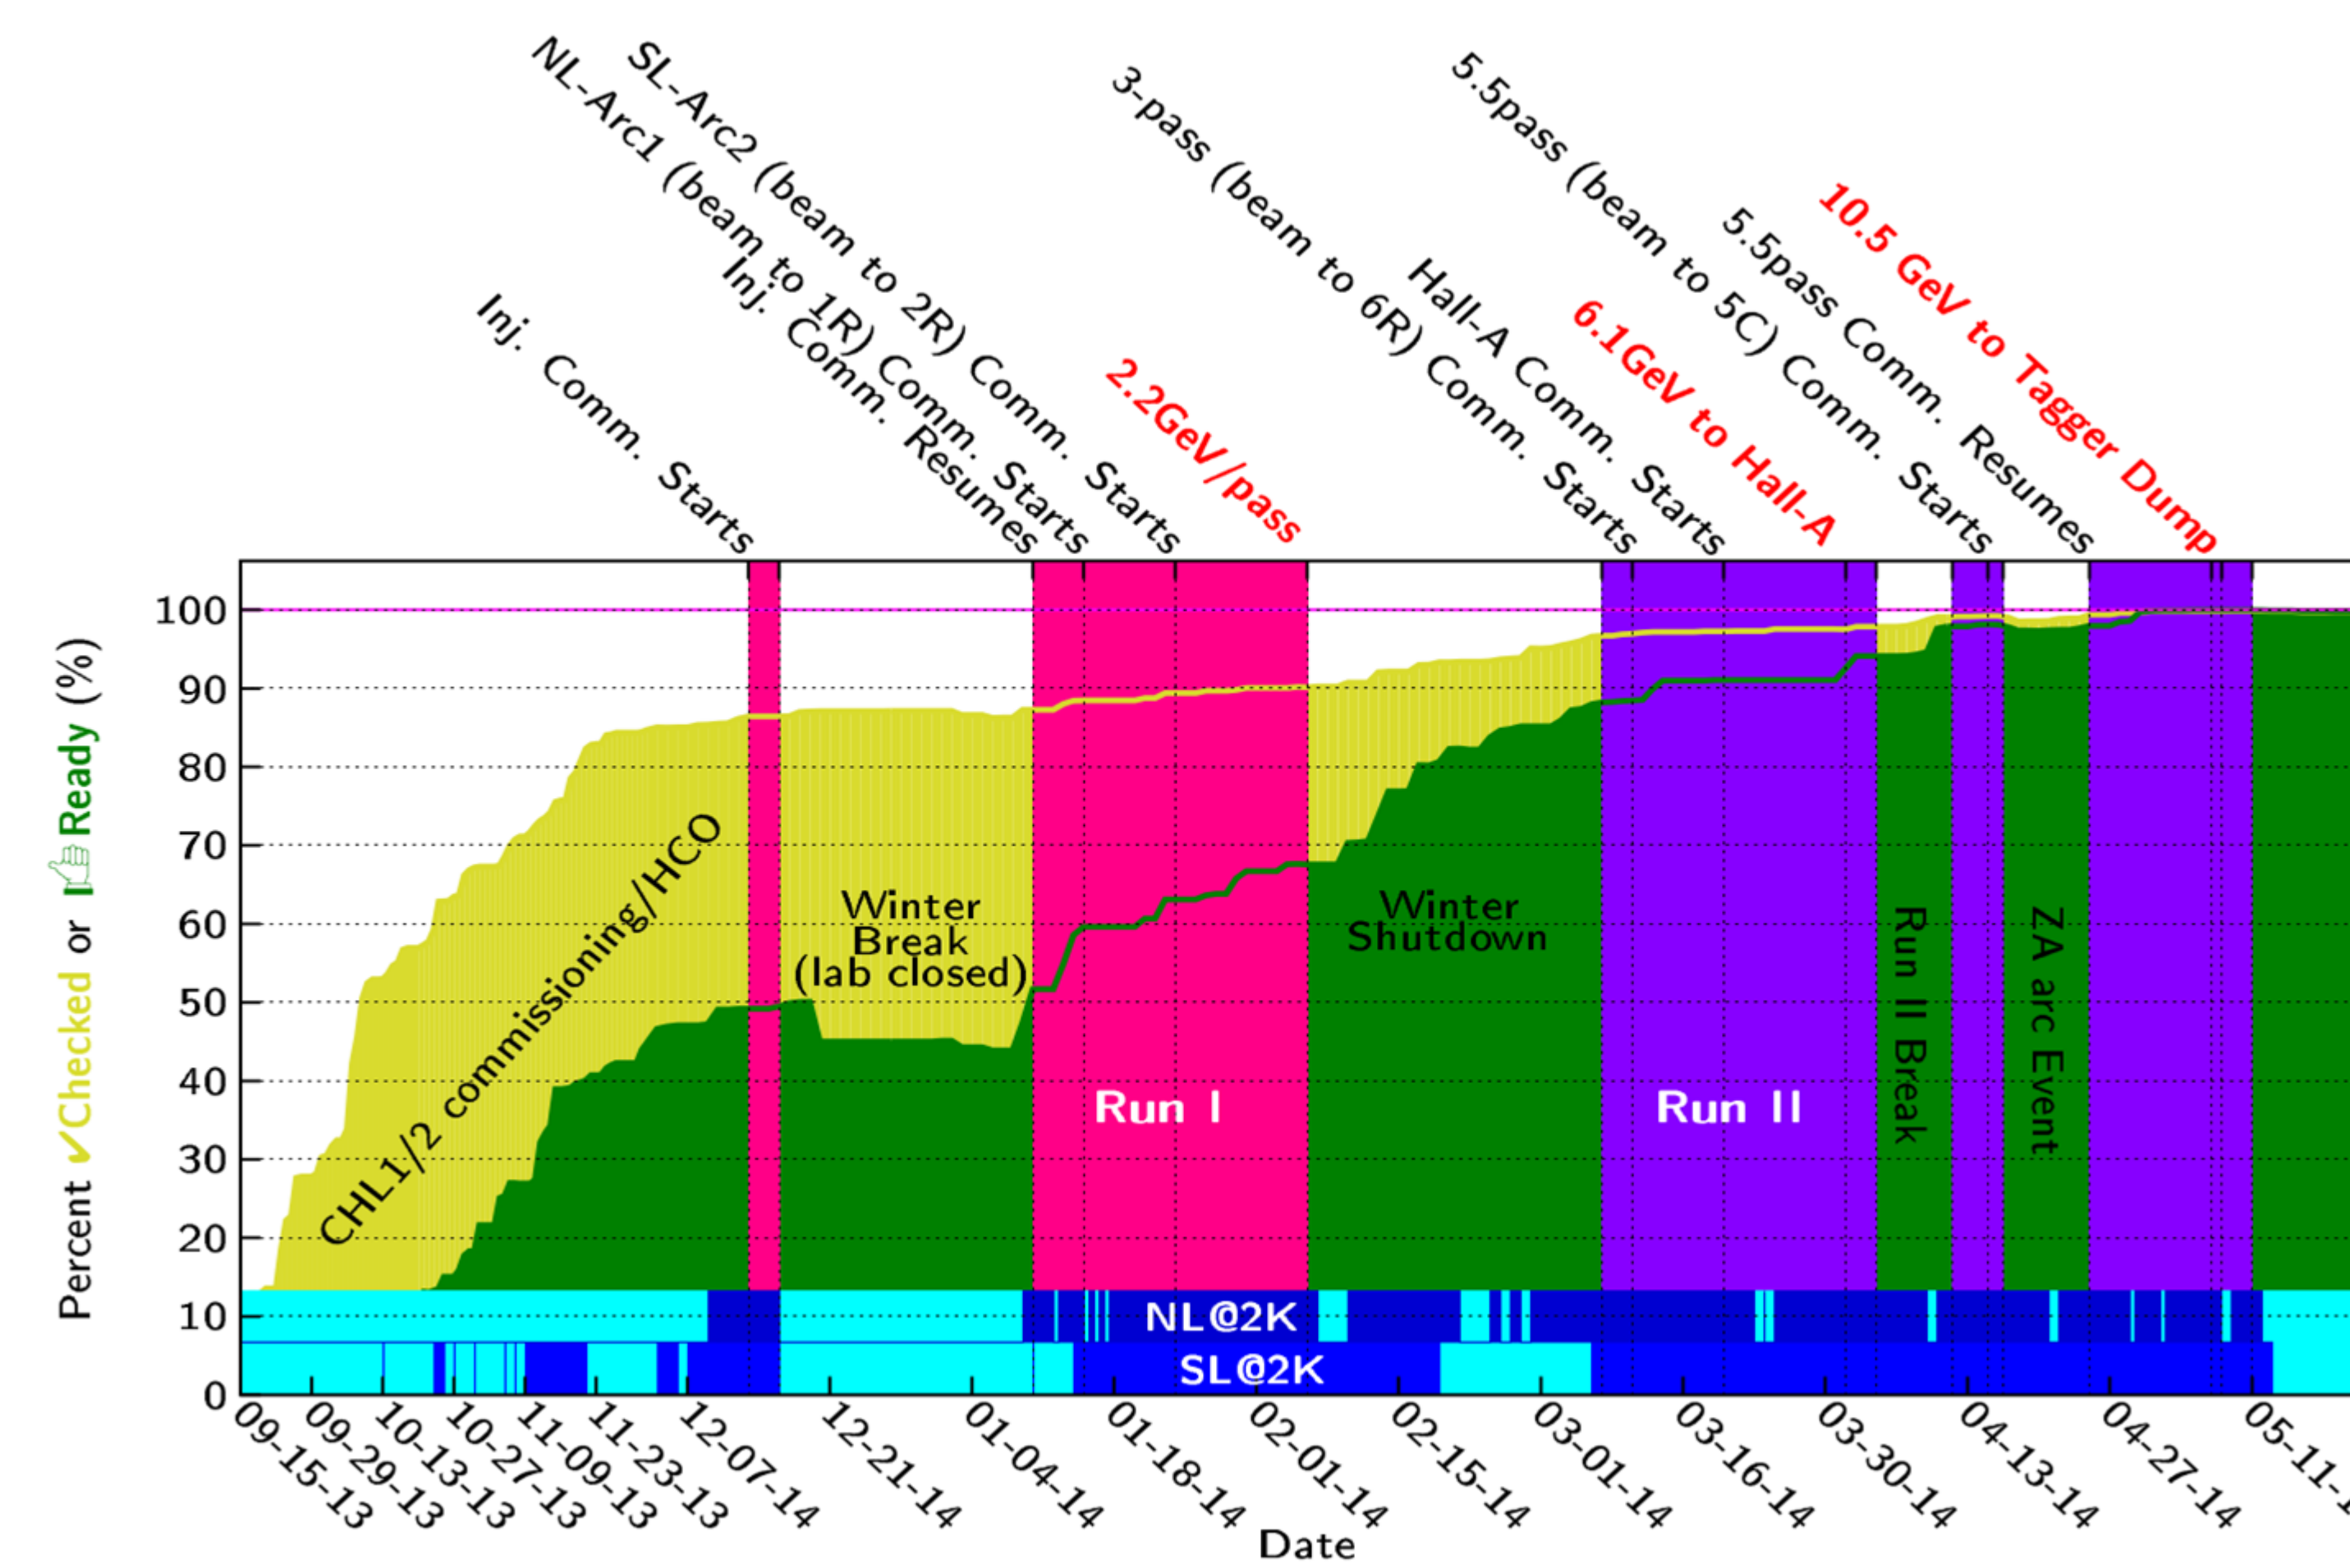 NL-Arc1 (beam to 1R) Comm. Starts
SL-Arc2 (beam to 2R) Comm. Starts
3-pass (beam to 6R) Comm. Starts
5.5pass (beam to 5C) Comm. Starts
10.5 GeV to Tagger Dump
5.5pass Comm. Resumes
Inj. Comm. Resumes
Hall-A Comm. Starts
Inj. Comm. Starts
6.1GeV to Hall-A
2.2GeV/pass
Percent ✔Checked or 👍Ready (%)
100
90
80
70
60
50
40
30
20
10
0
CHL1/2 commissioning/HCO
Winter
Break
(lab closed)
Run I
Winter
Shutdown
Run II
Run II Break
ZA arc Event
NL@2K
SL@2K
09-15-13
09-29-13
10-13-13
10-27-13
11-09-13
11-23-13
12-07-14
12-21-14
01-04-14
01-18-14
02-01-14
02-15-14
03-01-14
03-16-14
03-30-14
04-13-14
04-27-14
05-11-1
Date